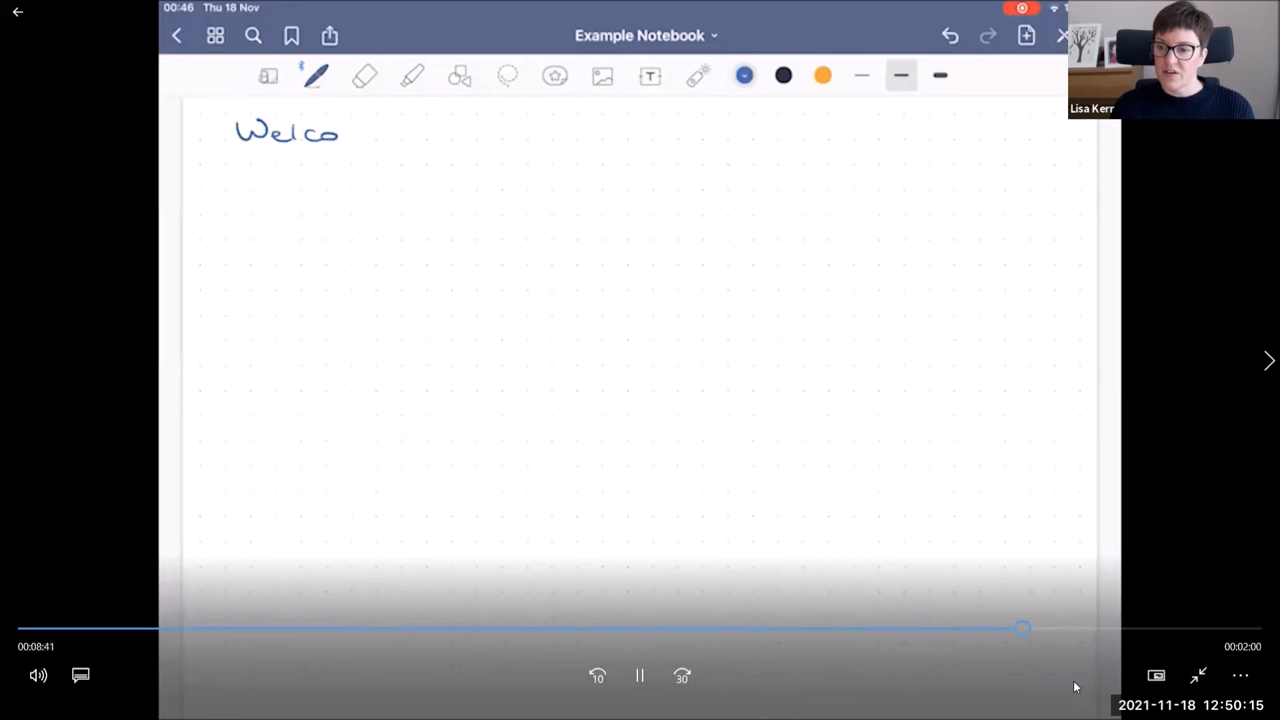 00:46 Thu 18 Nov
Example Notebook
T
Lisa Kerr
Welco
00:08:41
00:02:00
10
30
2021-11-18 12:50:15